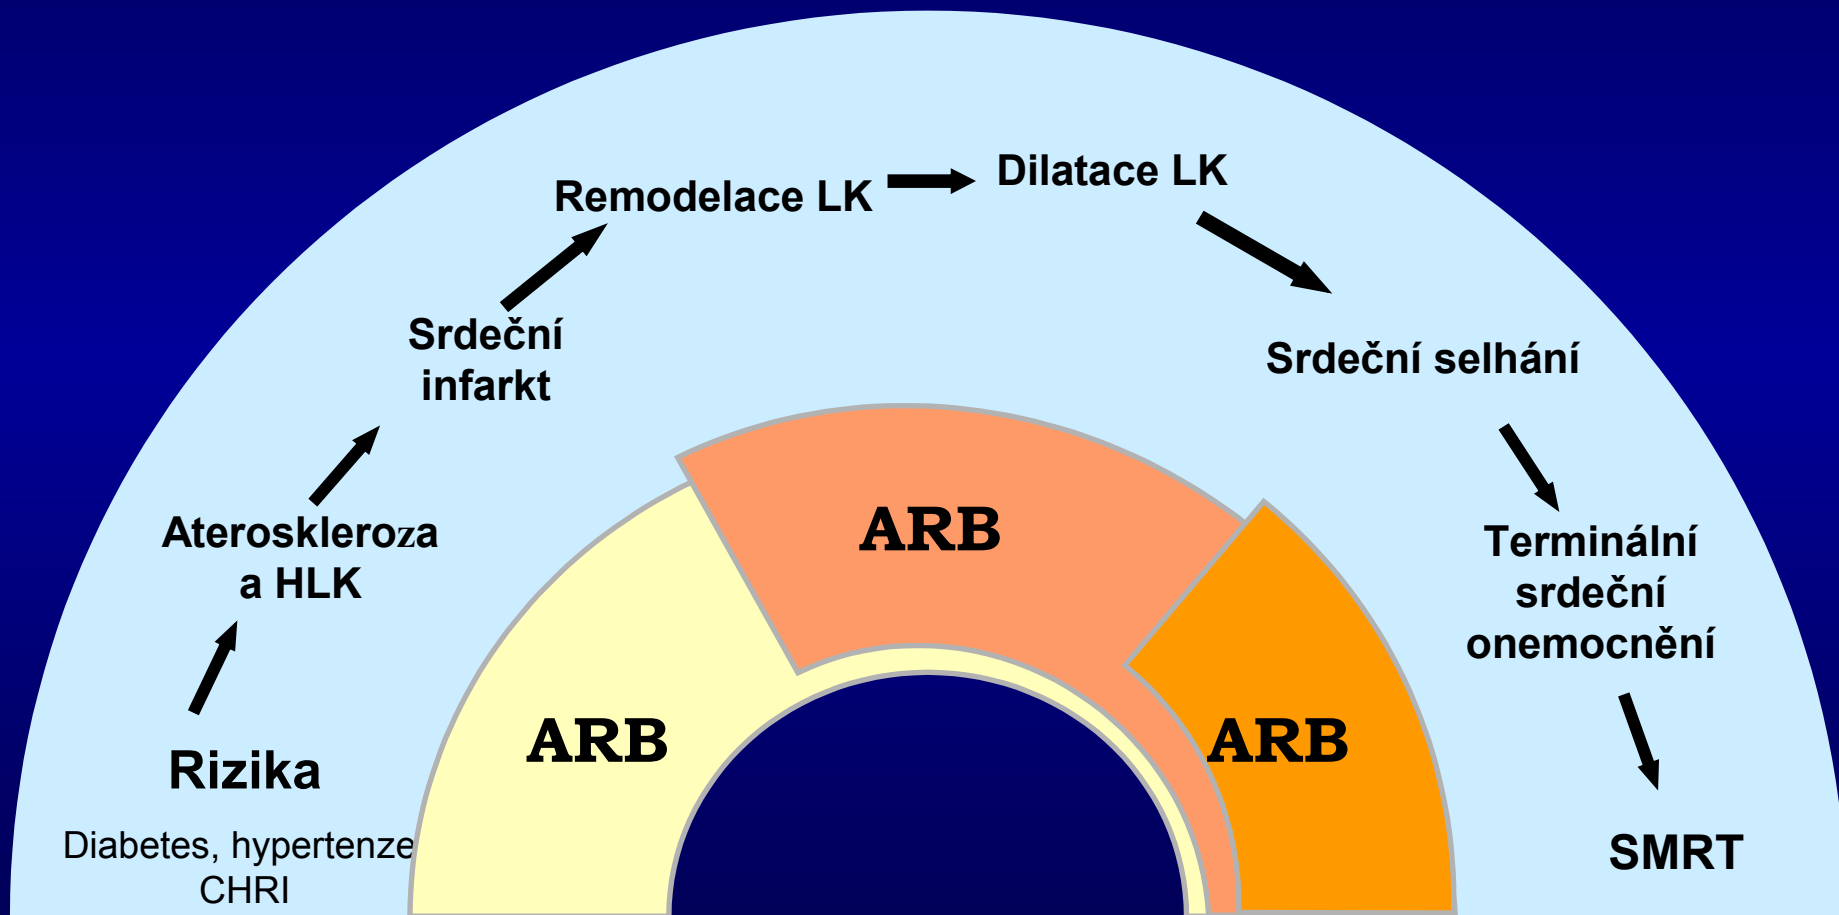 Remodelace LK
Dilatace LK
Srdeční
infarkt
Srdeční selhání
Ateroskleroza
a HLK
ARB
Terminální
srdeční
onemocnění
Rizika
ARB
ARB
Diabetes, hypertenze
CHRI
SMRT